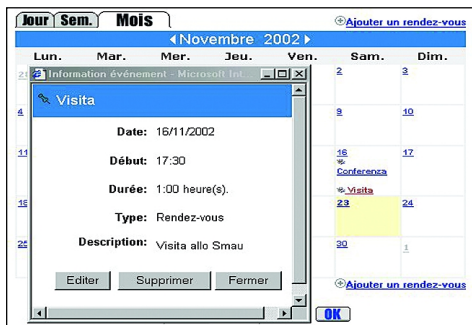 Jour Sem. Mois
Ajouter un rendez-vous
Novembre 2002
Lun. Mar. Mer. Jeu. Ven. Sam. Dim.
Information événement - Microsoft Int...
2 3
Visita
4
9 10
Date: 16/11/2002
11
16 17
Début: 17:30
Conferenza
Durée: 1:00 heure(s).
Visita
Type: Rendez-vous
23 24
Description: Visita allo Smau
30 1
Editer Supprimer Fermer
Ajouter un rendez-vous
OK